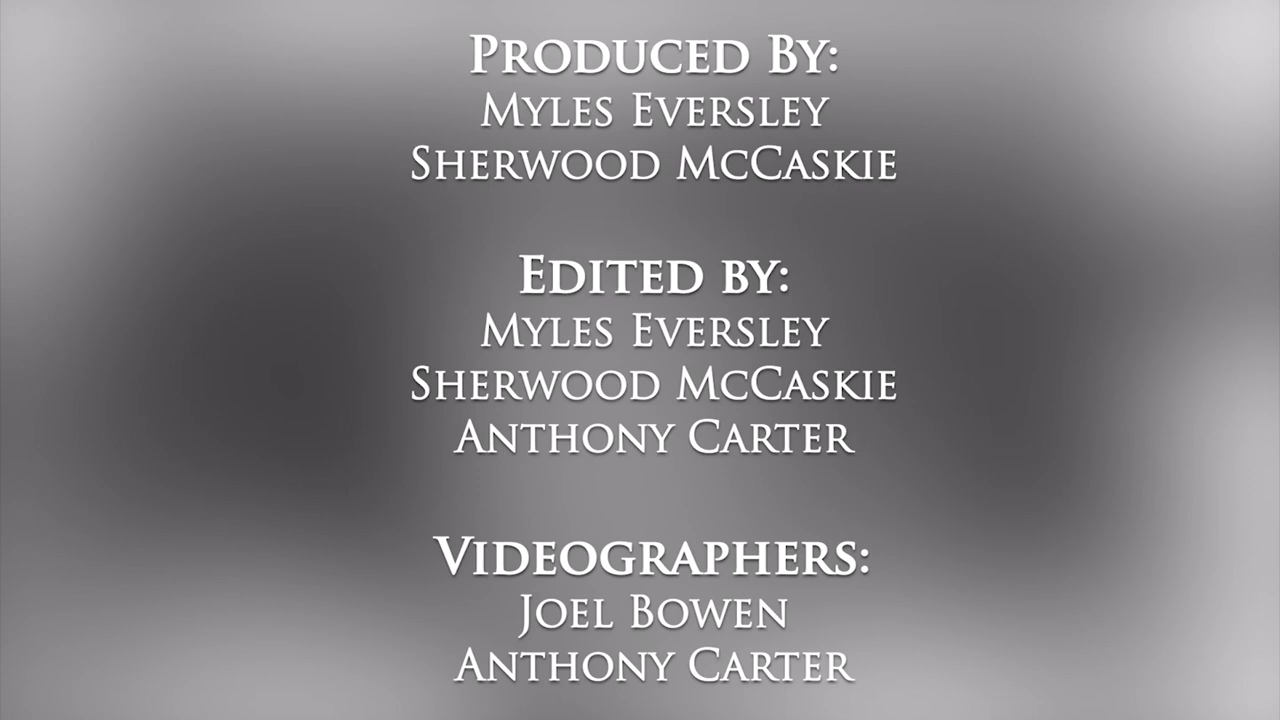 Produced By:
Myles Eversley
Sherwood McCaskie
Edited by:
Myles Eversley
Sherwood McCaskie
Anthony Carter
Videographers:
Joel Bowen
Anthony Carter